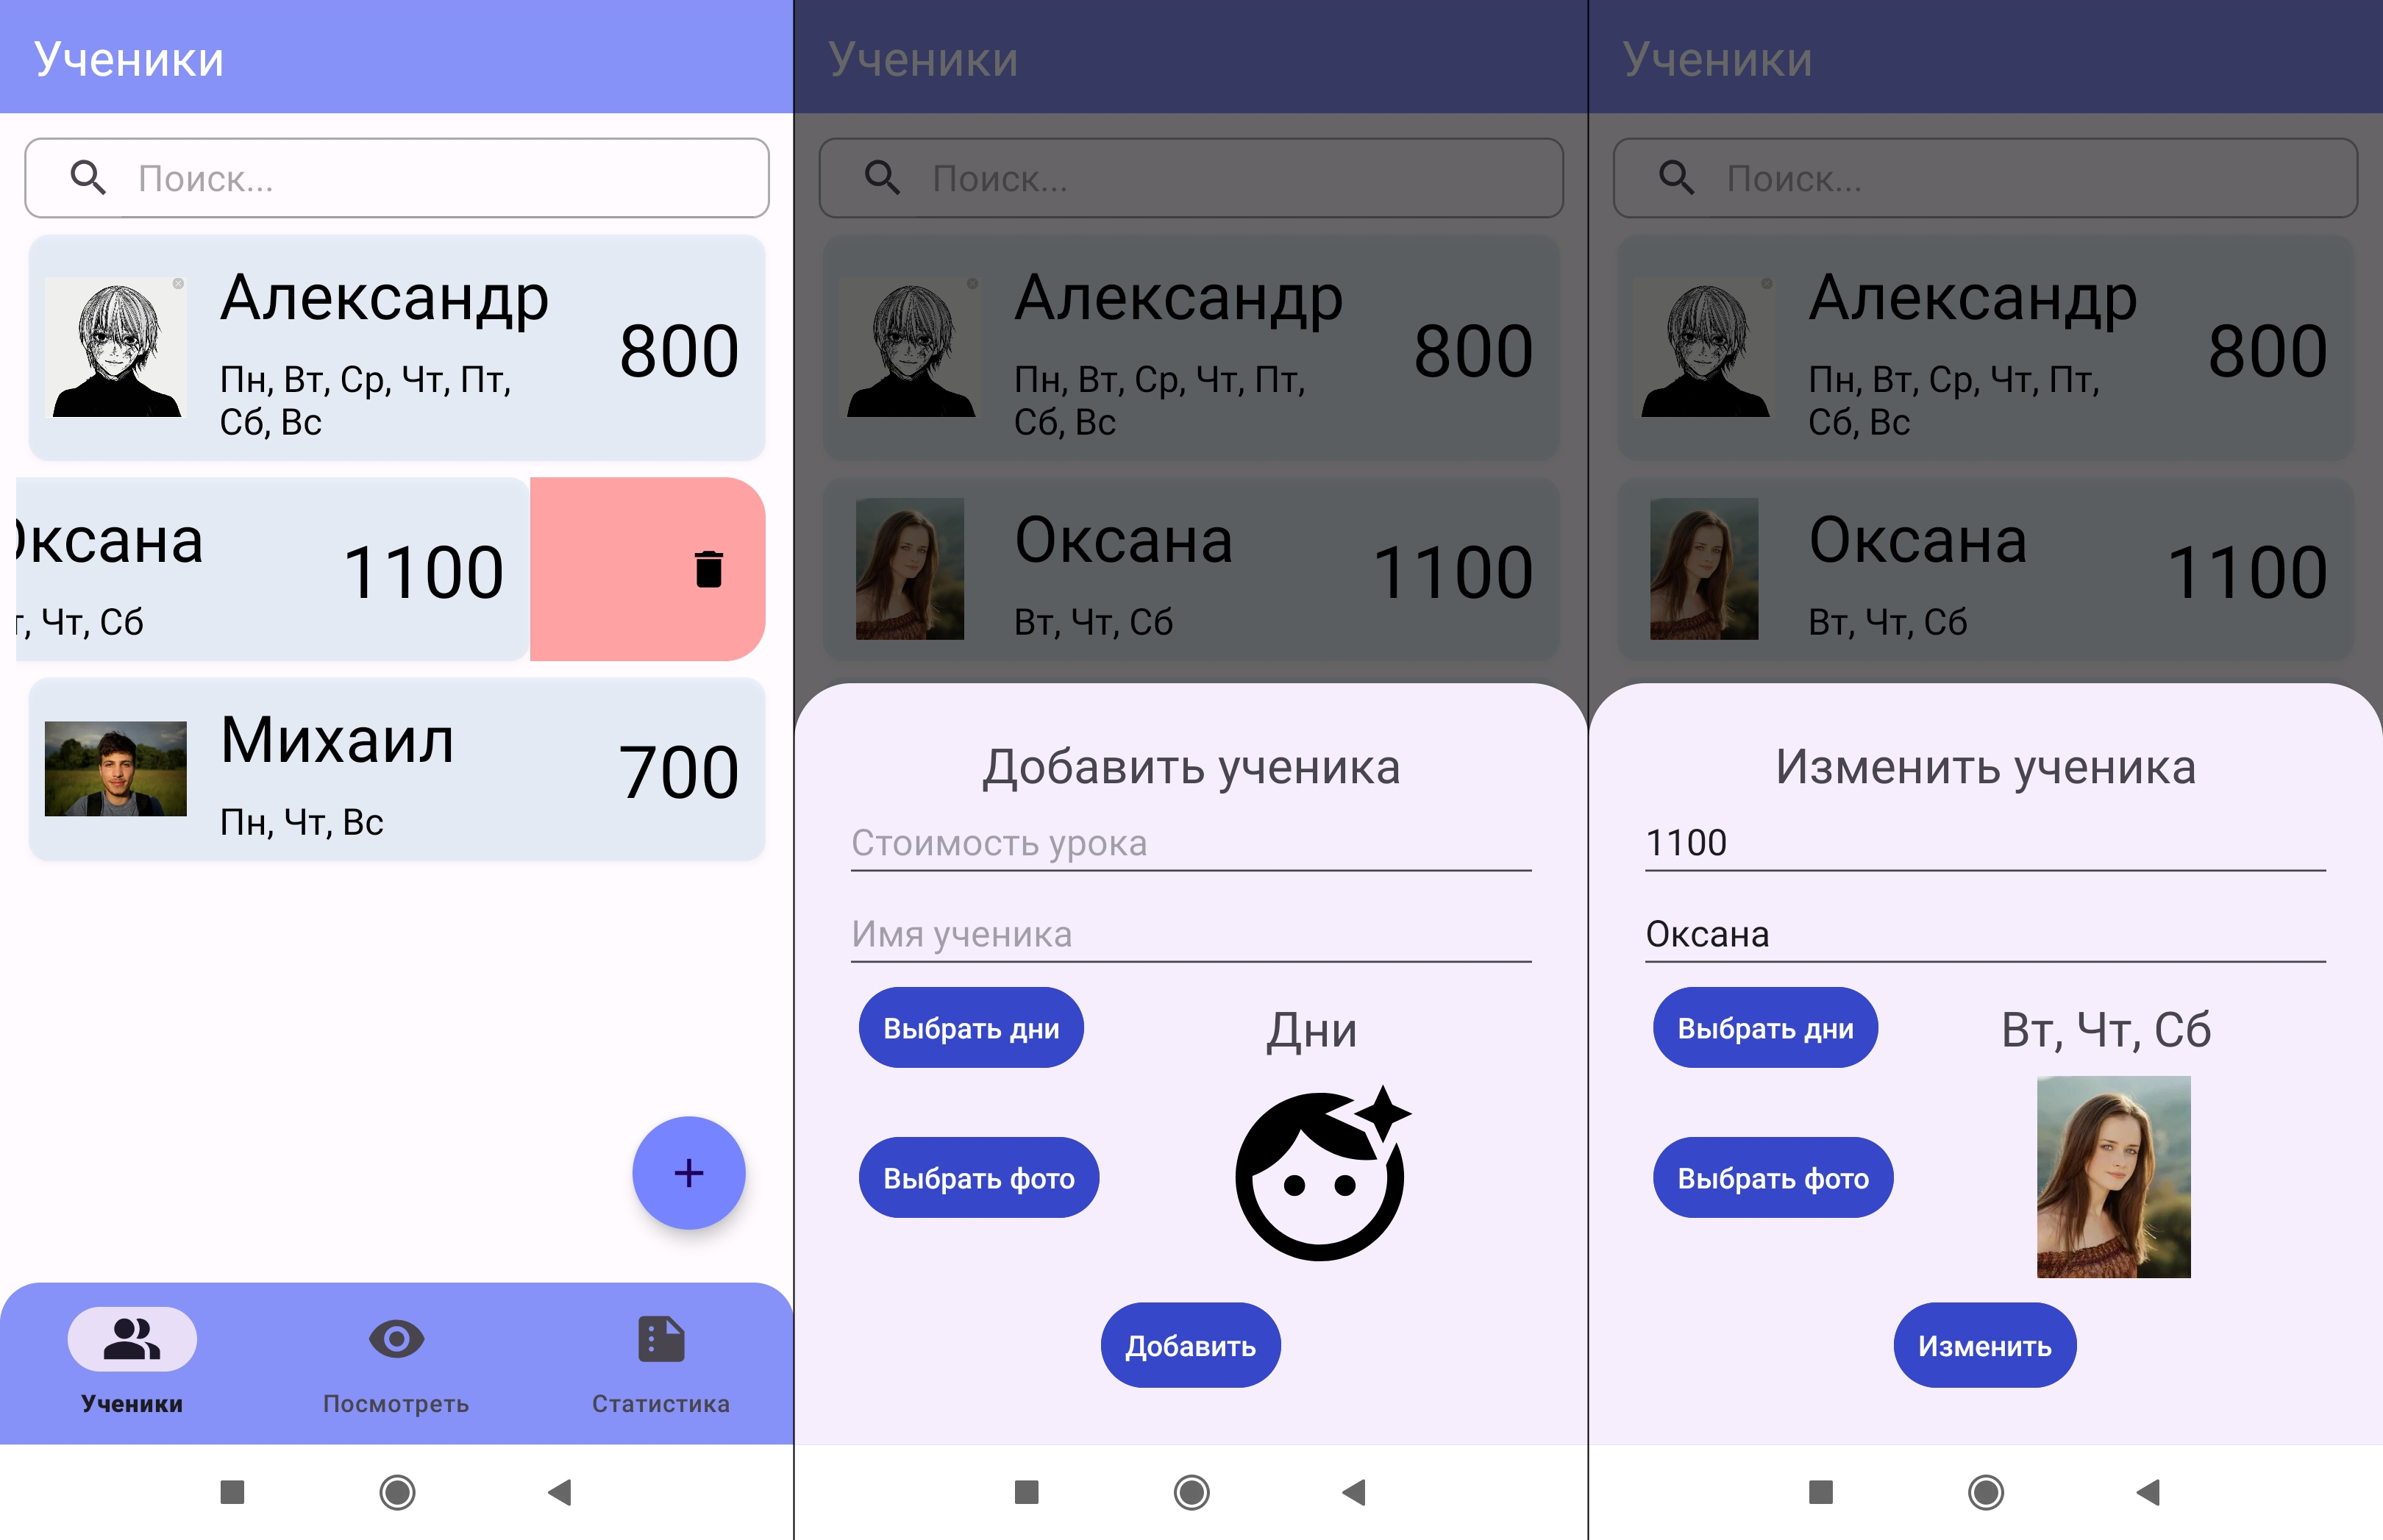 Ученики
Поиск...
Александр
800
Пн, Вт, Ср, Чт, Пт,
Сб, Вс
Оксана
1100
т, Чт, Сб
Михаил
700
Пн, Чт, Вс
+
Ученики
Посмотреть
Статистика
Ученики
Поиск...
Александр
800
Пн, Вт, Ср, Чт, Пт,
Сб, Вс
Оксана
1100
Вт, Чт, Сб
Добавить ученика
Стоимость урока
Имя ученика
Выбрать дни
Дни
Выбрать фото
Добавить
Ученики
Поиск...
Александр
800
Пн, Вт, Ср, Чт, Пт,
Сб, Вс
Оксана
1100
Вт, Чт, Сб
Изменить ученика
1100
Оксана
Выбрать дни
Вт, Чт, Сб
Выбрать фото
Изменить